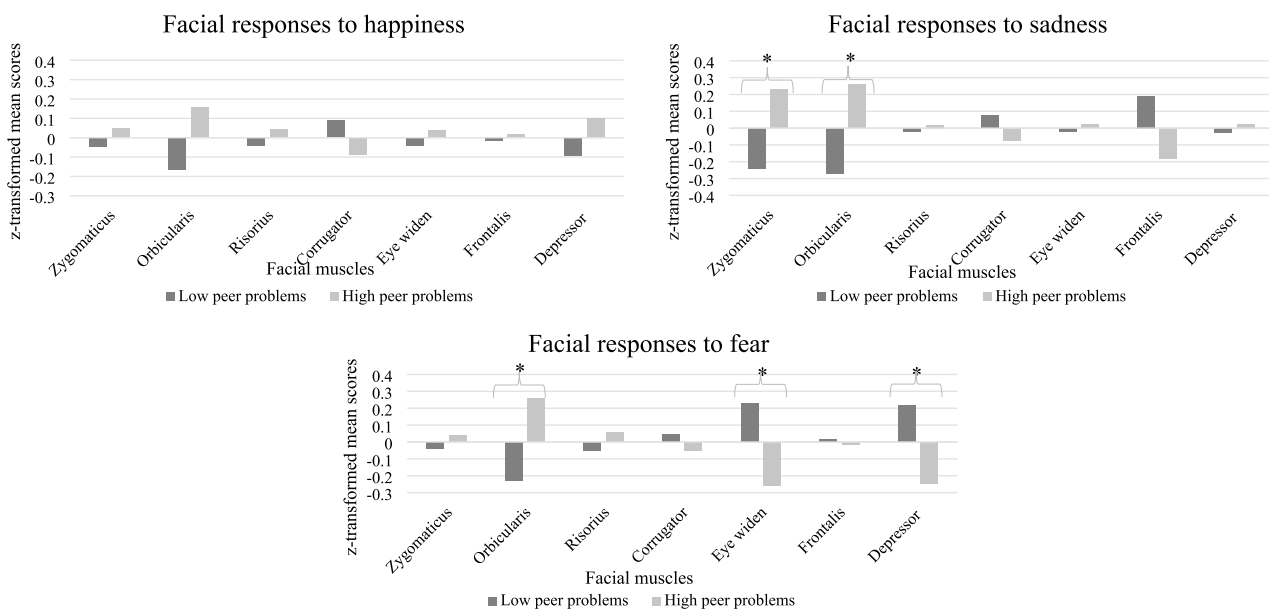 Facial responses to happiness
z-transformed mean scores
0.4
0.3
0.2
0.1
0
-0.1
-0.2
-0.3
Zygomaticus
Orbicularis
Risorius
Corrugator
Eye widen
Frontalis
Depressor
Facial muscles
Low peer problems
High peer problems
Facial responses to sadness
z-transformed mean scores
0.4
0.3
0.2
0.1
0
-0.1
-0.2
-0.3
-0.4
*
*
Zygomaticus
Orbicularis
Risorius
Corrugator
Eye widen
Frontalis
Depressor
Facial muscles
Low peer problems
High peer problems
Facial responses to fear
z-transformed mean scores
0.4
0.3
0.2
0.1
0
-0.1
-0.2
-0.3
*
*
*
Zygomaticus
Orbicularis
Risorius
Corrugator
Eye widen
Frontalis
Depressor
Facial muscles
Low peer problems
High peer problems